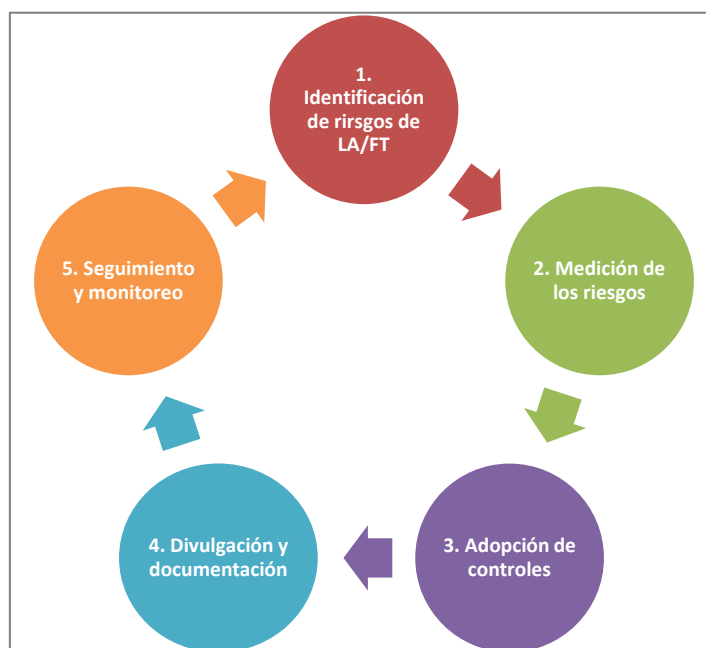 1.
Identificación
de rirsgos de
LA/FT
2. Medición de
los riesgos
3. Adopción de
controles
4. Divulgación y
documentación
5. Seguimiento
y monitoreo